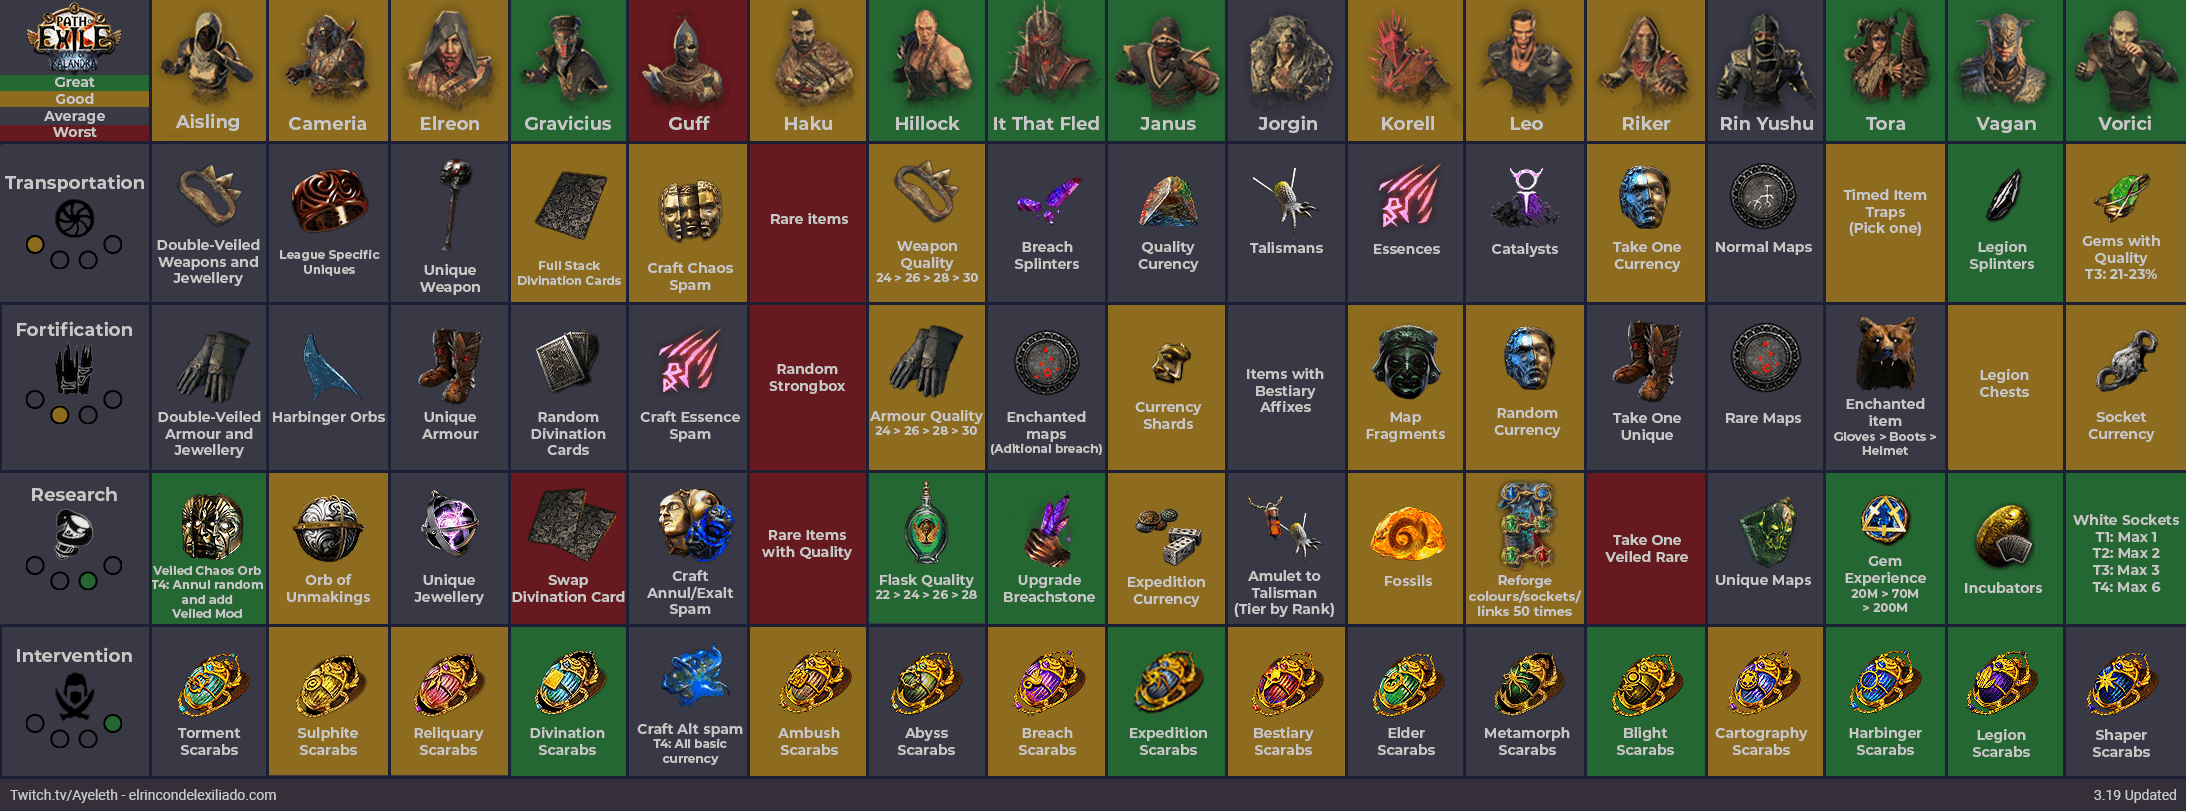 PATH OF
EXILE
KALANDRA
Great
Good
Average
Worst
Aisling
Cameria
Elreon
Gravicius
Guff
Haku
Hillock
It That Fled
Janus
Jorgin
Korell
Leo
Riker
Rin Yushu
Tora
Vagan
Vorici
Transportation
Double-Veiled
Weapons and
Jewellery
League Specific
Uniques
Unique
Weapon
Full Stack
Divination Cards
Craft Chaos
Spam
Rare items
Weapon
Quality
24 > 26 > 28 > 30
Breach
Splinters
Quality
Curency
Talismans
Essences
Catalysts
Take One
Currency
Normal Maps
Timed Item
Traps
(Pick one)
Legion
Splinters
Gems with
Quality
T3: 21-23%
Fortification
Double-Veiled
Armour and
Jewellery
Harbinger Orbs
Unique
Armour
Random
Divination
Cards
Craft Essence
Spam
Random
Strongbox
Armour Quality
24 > 26 > 28 > 30
Enchanted
maps
(Aditional breach)
Currency
Shards
Items with
Bestiary
Affixes
Map
Fragments
Random
Currency
Take One
Unique
Rare Maps
Enchanted
item
Gloves > Boots >
Helmet
Legion
Chests
Socket
Currency
Research
Veiled Chaos Orb
T4: Annul random
and add
Veiled Mod
Orb of
Unmakings
Unique
Jewellery
Swap
Divination Card
Craft
Annul/Exalt
Spam
Rare Items
with Quality
Flask Quality
22 > 24 > 26 > 28
Upgrade
Breachstone
Expedition
Currency
Amulet to
Talisman
(Tier by Rank)
Fossils
Reforge
colours/sockets/
links 50 times
Take One
Veiled Rare
Unique Maps
Gem
Experience
20M > 70M
> 200M
Incubators
White Sockets
T1: Max 1
T2: Max 2
T3: Max 3
T4: Max 6
Intervention
Torment
Scarabs
Sulphite
Scarabs
Reliquary
Scarabs
Divination
Scarabs
Craft Alt spam
T4: All basic
currency
Ambush
Scarabs
Abyss
Scarabs
Breach
Scarabs
Expedition
Scarabs
Bestiary
Scarabs
Elder
Scarabs
Metamorph
Scarabs
Blight
Scarabs
Cartography
Scarabs
Harbinger
Scarabs
Legion
Scarabs
Shaper
Scarabs
Twitch.tv/Ayeleth - elrincondelexiliado.com
3.19 Updated